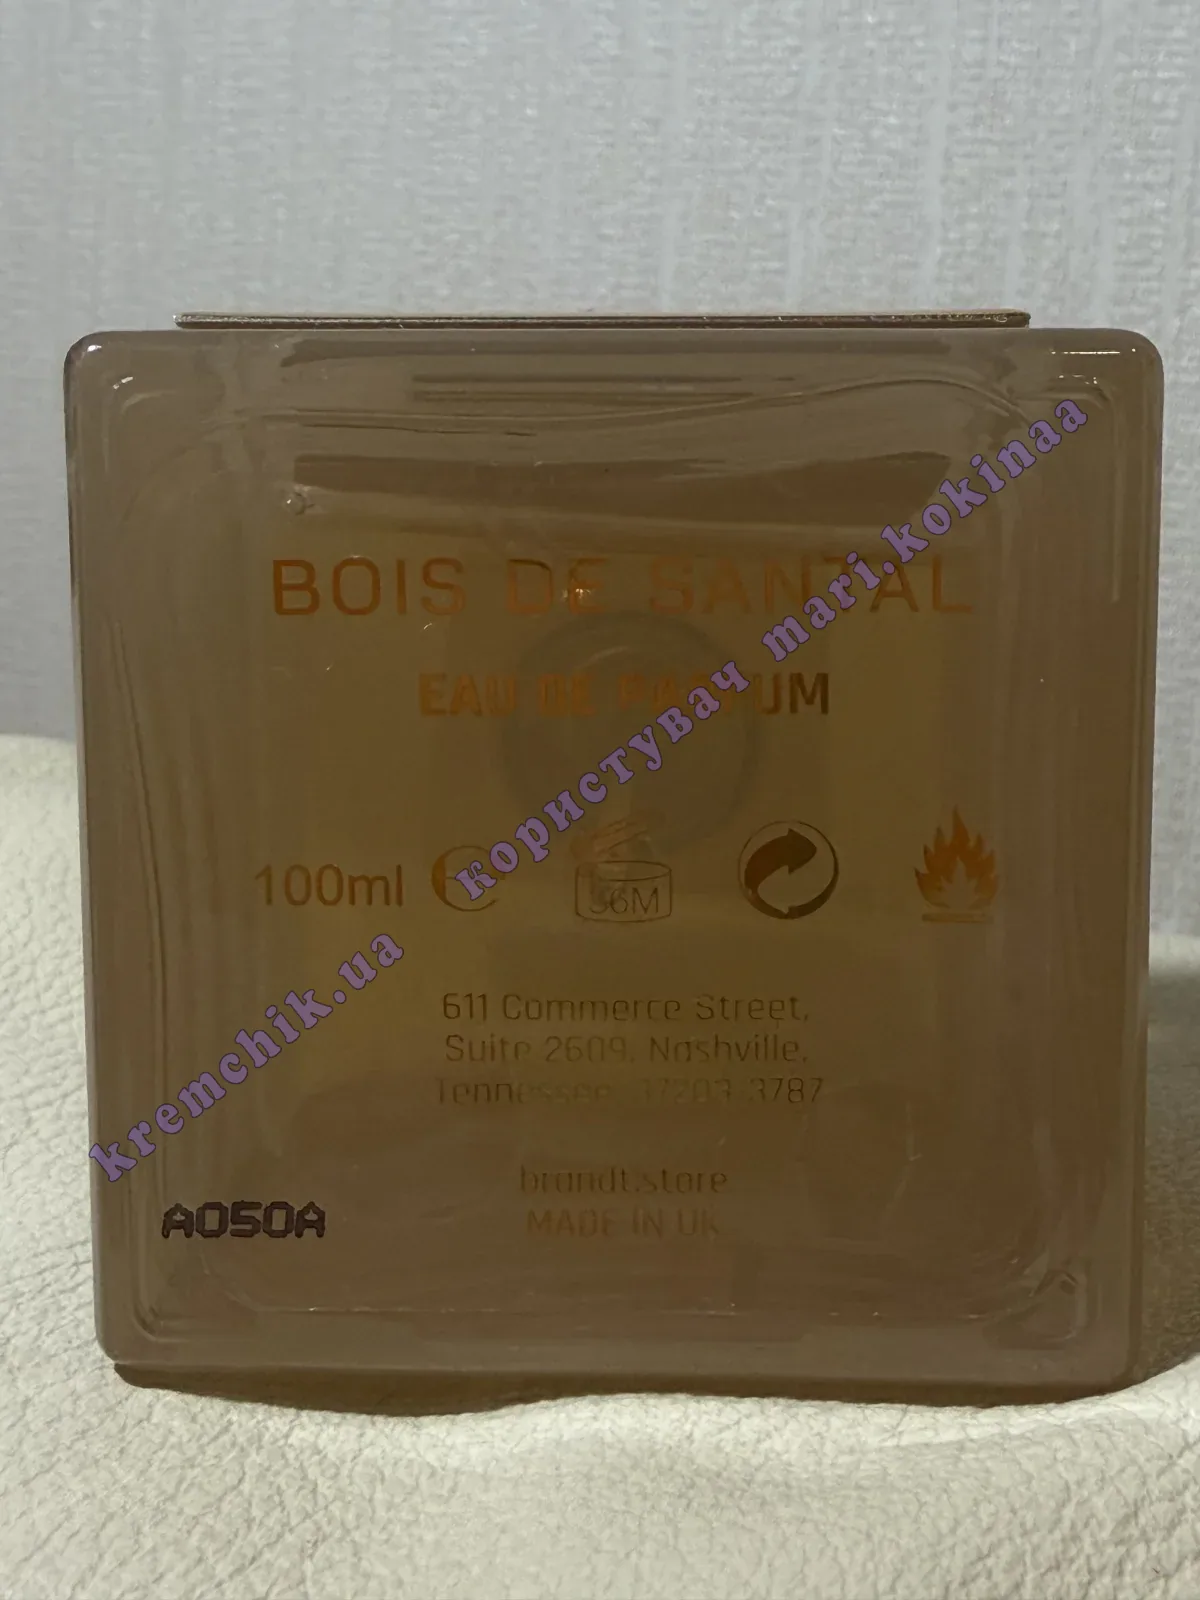 BOIS DE SANTAL
EAU DE PARFUM
100ml
36M
611 Commerce Street,
Suite 2609, Nashville,
Tennessee, 37203-3787
brandt.store
MADE IN UK
A050A
kremchik.ua користувач mari.kokinaa